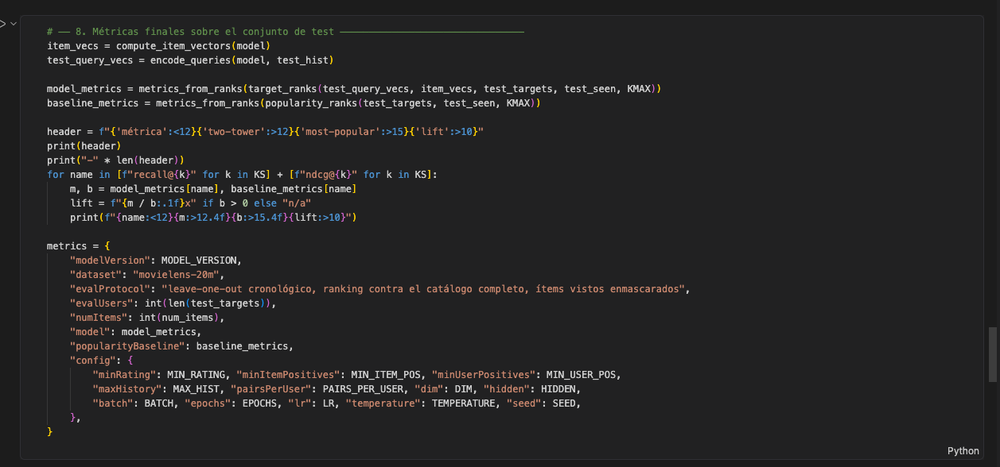 # —— 8. Métricas finales sobre el conjunto de test ————————————————
item_vecs = compute_item_vectors(model)
test_query_vecs = encode_queries(model, test_hist)

model_metrics = metrics_from_ranks(target_ranks(test_query_vecs, item_vecs, test_targets, test_seen, KMAX))
baseline_metrics = metrics_from_ranks(popularity_ranks(test_targets, test_seen, KMAX))

header = f"{'métrica':<12}{'two-tower':>12}{'most-popular':>15}{'lift':>10}"
print(header)
print("-" * len(header))
for name in [f"recall@{k}" for k in KS] + [f"ndcg@{k}" for k in KS]:
    m, b = model_metrics[name], baseline_metrics[name]
    lift = f"{m / b:.1f}x" if b > 0 else "n/a"
    print(f"{name:<12}{m:>12.4f}{b:>15.4f}{lift:>10}")

metrics = {
    "modelVersion": MODEL_VERSION,
    "dataset": "movielens-20m",
    "evalProtocol": "leave-one-out cronológico, ranking contra el catálogo completo, ítems vistos enmascarados",
    "evalUsers": int(len(test_targets)),
    "numItems": int(num_items),
    "model": model_metrics,
    "popularityBaseline": baseline_metrics,
    "config": {
        "minRating": MIN_RATING, "minItemPositives": MIN_ITEM_POS, "minUserPositives": MIN_USER_POS,
        "maxHistory": MAX_HIST, "pairsPerUser": PAIRS_PER_USER, "dim": DIM, "hidden": HIDDEN,
        "batch": BATCH, "epochs": EPOCHS, "lr": LR, "temperature": TEMPERATURE, "seed": SEED,
    },
}
Python